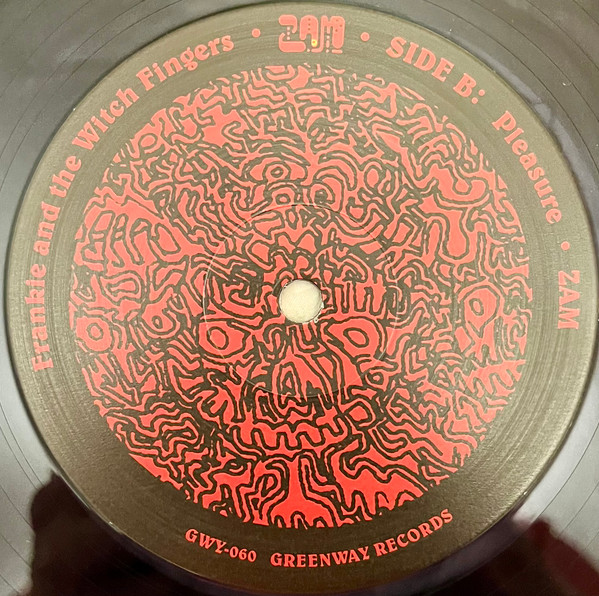 Frankie and the Witch Fingers • ZAM • SIDE B: Pleasure • ZAM
GWY-060 GREENWAY RECORDS